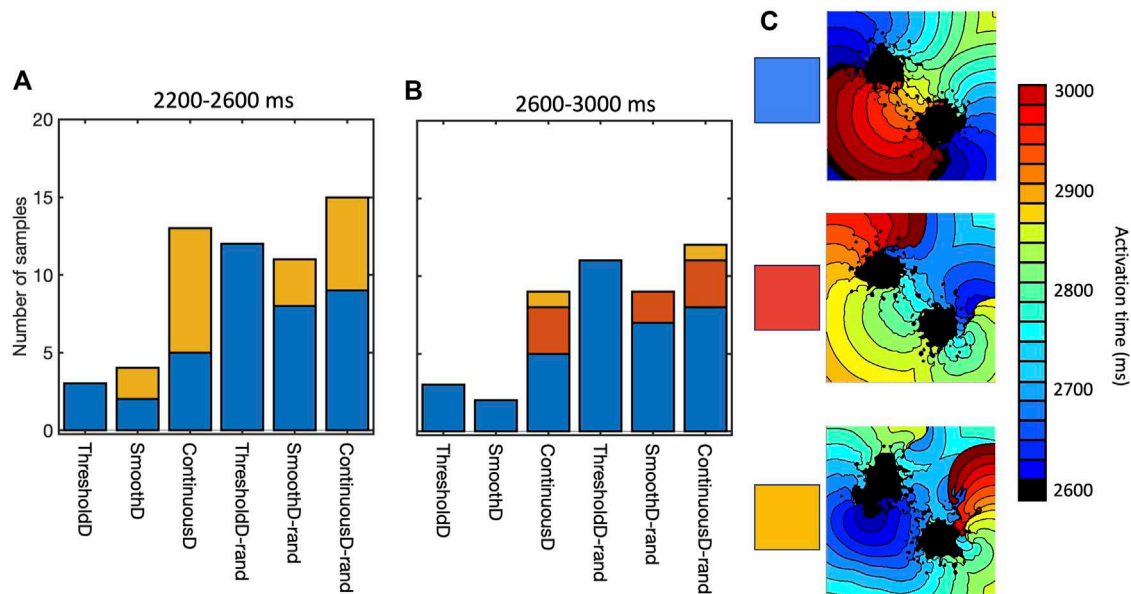 A
2200-2600 ms
Number of samples
20
15
10
5
0
ThresholdD
SmoothD
ContinuousD
ThresholdD-rand
SmoothD-rand
ContinuousD-rand
B
2600-3000 ms
ThresholdD
SmoothD
ContinuousD
ThresholdD-rand
SmoothD-rand
ContinuousD-rand
C
3000
2900
2800
2700
2600
Activation time (ms)